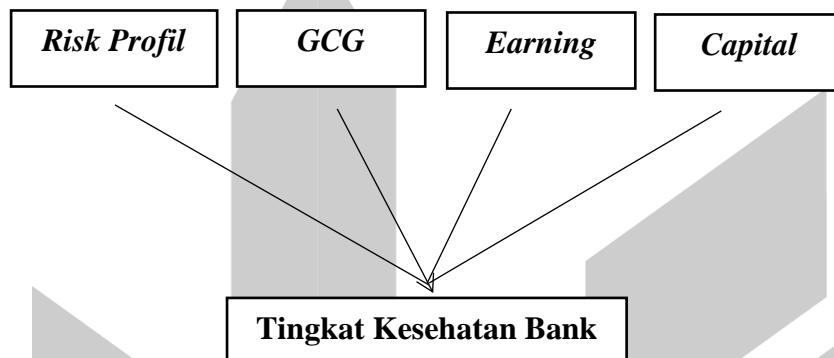 Risk Profil
GCG
Earning
Capital
Tingkat Kesehatan Bank